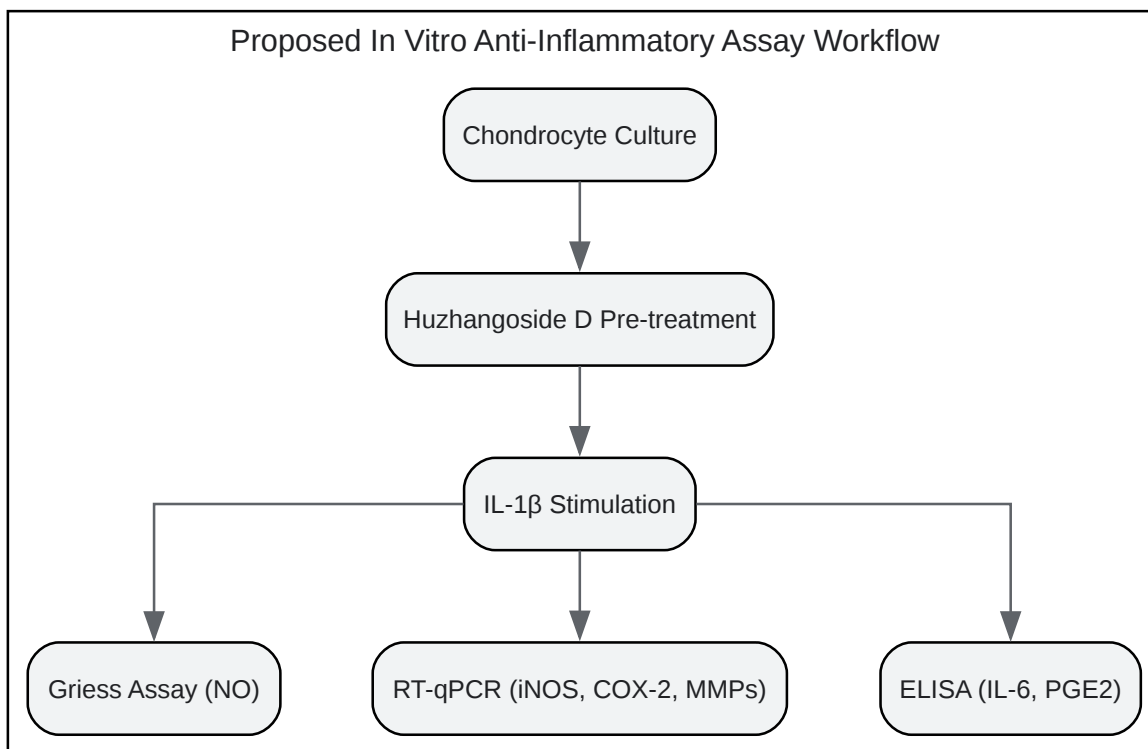 Proposed In Vitro Anti-Inflammatory Assay Workflow
Chondrocyte Culture
Huzhangoside D Pre-treatment
IL-1β Stimulation
Griess Assay (NO)
RT-qPCR (iNOS, COX-2, MMPs)
ELISA (IL-6, PGE2)